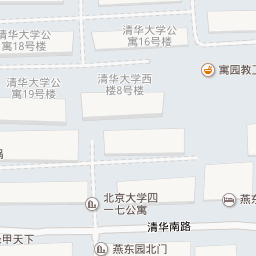 清华大学公
寓18号楼
清华大学公
寓16号楼
寓园教工
清华大学公
寓19号楼
清华大学西
楼8号楼
北京大学四
一七公寓
燕东
清华南路
甲天下
燕东园北门